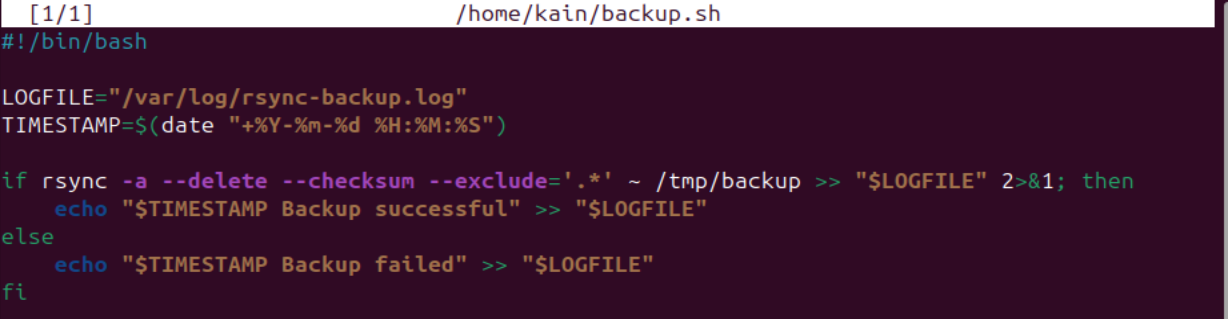 [1/1] /home/kain/backup.sh
#!/bin/bash
LOGFILE="/var/log/rsync-backup.log"
TIMESTAMP=$(date "+%Y-%m-%d %H:%M:%S")
if rsync -a --delete --checksum --exclude='.*' ~ /tmp/backup >> "$LOGFILE" 2>&1; then
    echo "$TIMESTAMP Backup successful" >> "$LOGFILE"
else
    echo "$TIMESTAMP Backup failed" >> "$LOGFILE"
fi